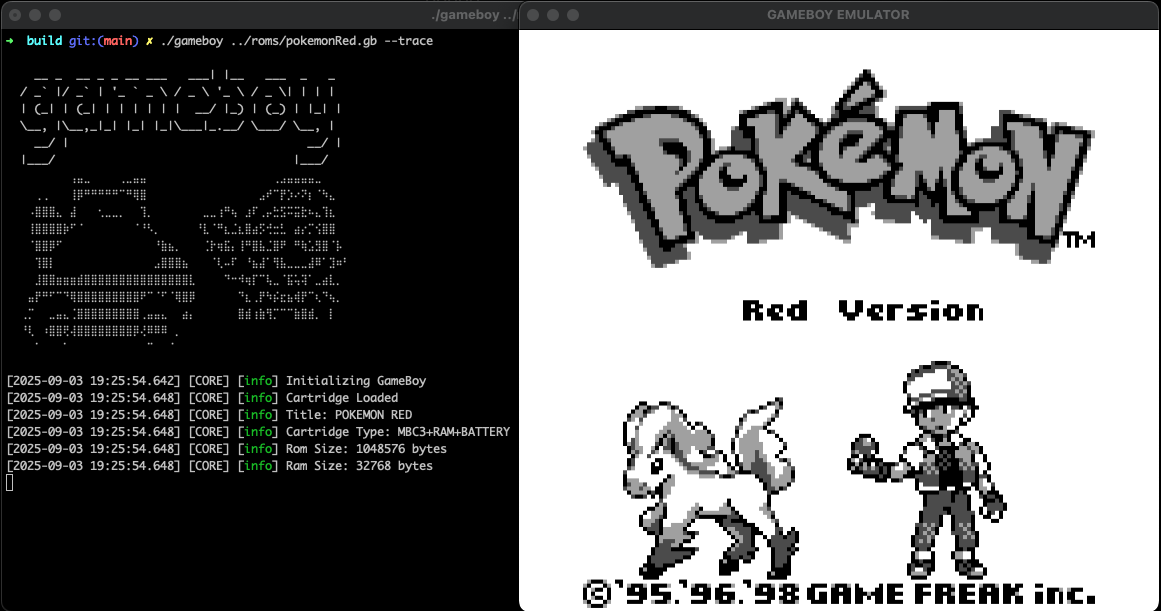 ./gameboy ../
➜ build git:(main) ✗ ./gameboy ../roms/pokemonRed.gb --trace
gameboy
[2025-09-03 19:25:54.642] [CORE] [info] Initializing GameBoy
[2025-09-03 19:25:54.648] [CORE] [info] Cartridge Loaded
[2025-09-03 19:25:54.648] [CORE] [info] Title: POKEMON RED
[2025-09-03 19:25:54.648] [CORE] [info] Cartridge Type: MBC3+RAM+BATTERY
[2025-09-03 19:25:54.648] [CORE] [info] Rom Size: 1048576 bytes
[2025-09-03 19:25:54.648] [CORE] [info] Ram Size: 32768 bytes
GAMEBOY EMULATOR
POKéMON
TM
Red Version
©'95.'96.'98 GAME FREAK inc.